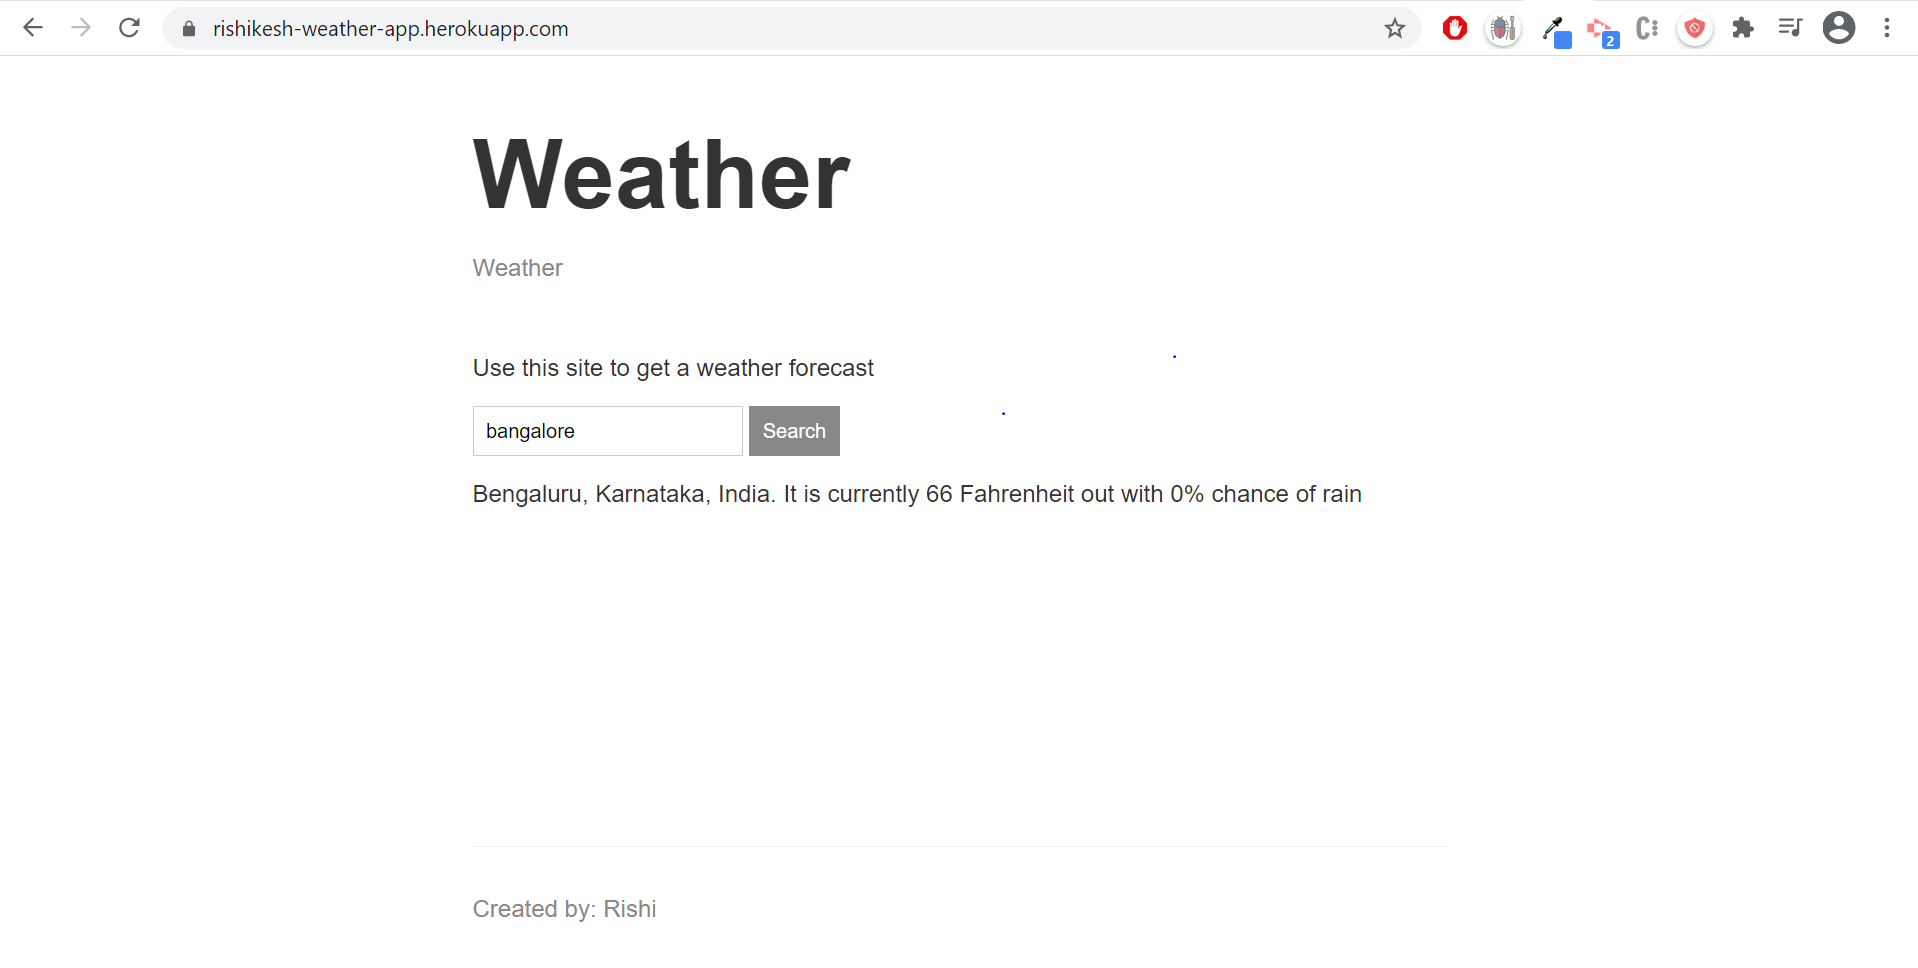 rishikesh-weather-app.herokuapp.com
2
Weather
Weather
Use this site to get a weather forecast
bangalore Search
Bengaluru, Karnataka, India. It is currently 66 Fahrenheit out with 0% chance of rain
Created by: Rishi